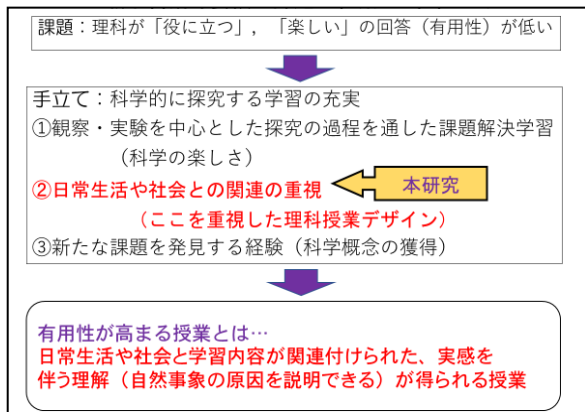 課題：理科が「役に立つ」，「楽しい」の回答（有用性）が低い
手立て：科学的に探究する学習の充実
①観察・実験を中心とした探究の過程を通した課題解決学習
（科学の楽しさ）
②日常生活や社会との関連の重視
本研究
（ここを重視した理科授業デザイン）
③新たな課題を発見する経験（科学概念の獲得）
有用性が高まる授業とは…
日常生活や社会と学習内容が関連付けられた、実感を
伴う理解（自然事象の原因を説明できる）が得られる授業